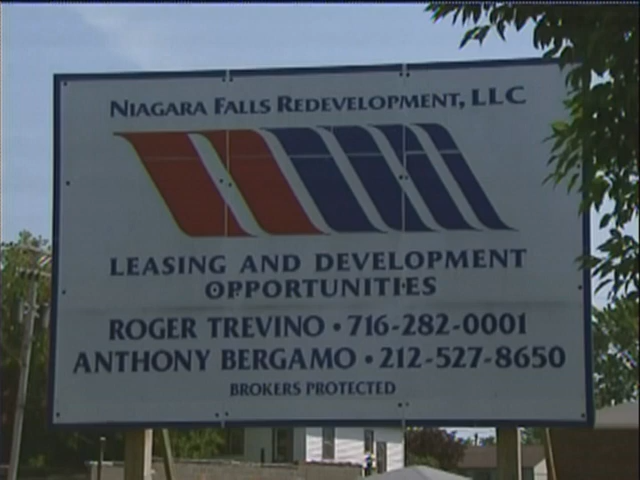 NIAGARA FALLS REDEVELOPMENT, LLC
LEASING AND DEVELOPMENT
OPPORTUNITIES
ROGER TREVINO • 716-282-0001
ANTHONY BERGAMO • 212-527-8650
BROKERS PROTECTED